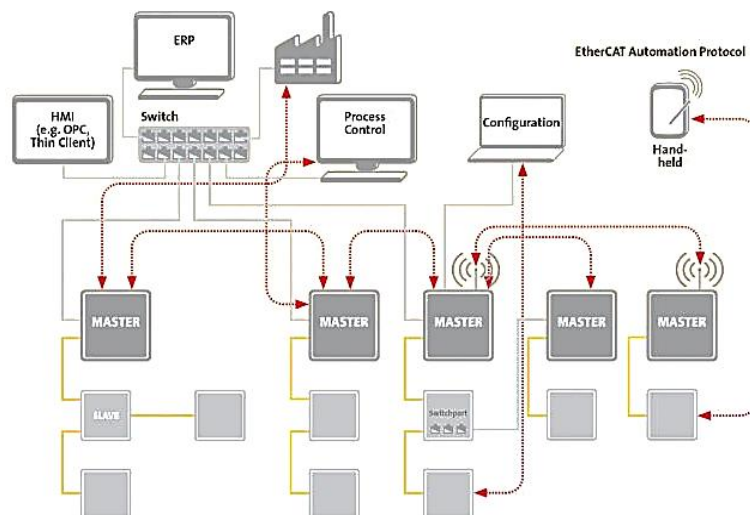 ERP
EtherCAT Automation Protocol
HMI
(e.g. OPC,
Thin Client)
Switch
Process
Control
Configuration
Hand-
held
MASTER
MASTER
MASTER
MASTER
MASTER
SLAVE
Switchport